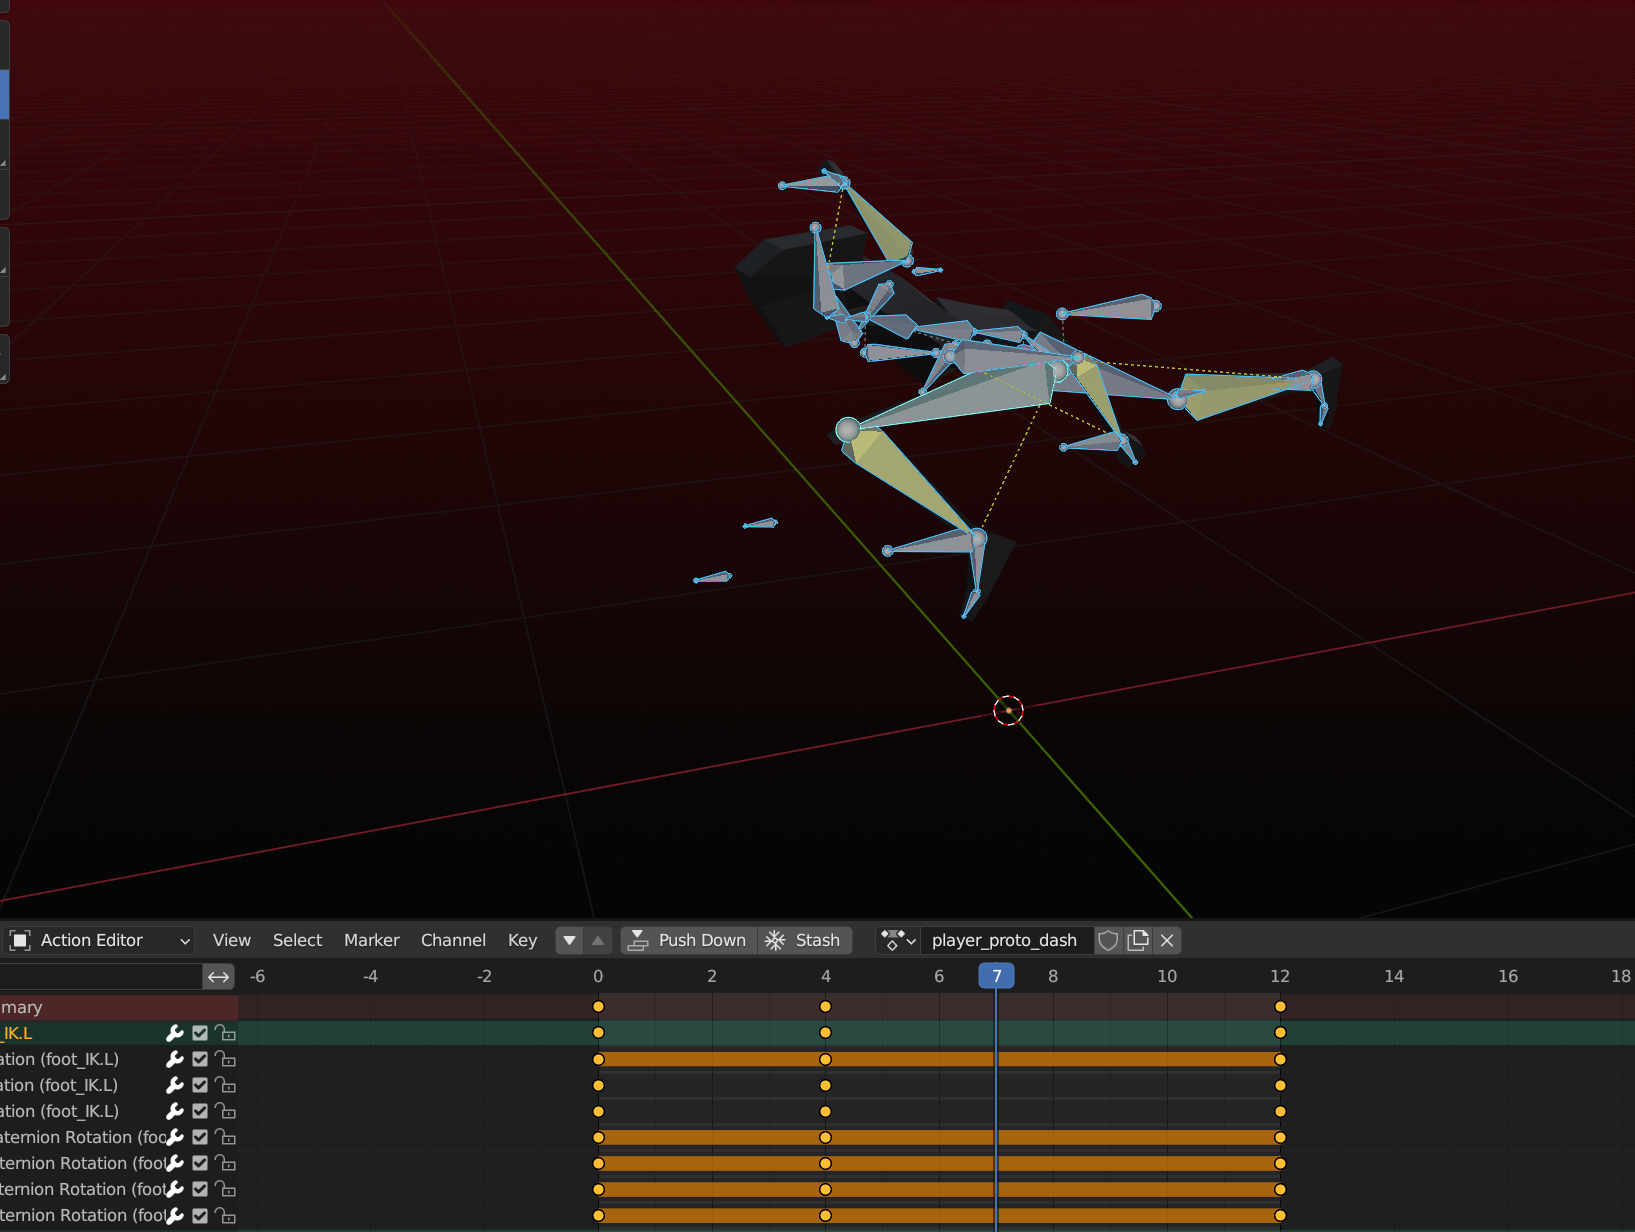 Action Editor View Select Marker Channel Key Push Down Stash player_proto_dash
-6 -4 -2 0 2 4 6 7 8 10 12 14 16 18
mary
_IK.L
ation (foot_IK.L)
ation (foot_IK.L)
ation (foot_IK.L)
aternion Rotation (foo
ternion Rotation (foot
ternion Rotation (foot
ternion Rotation (foot